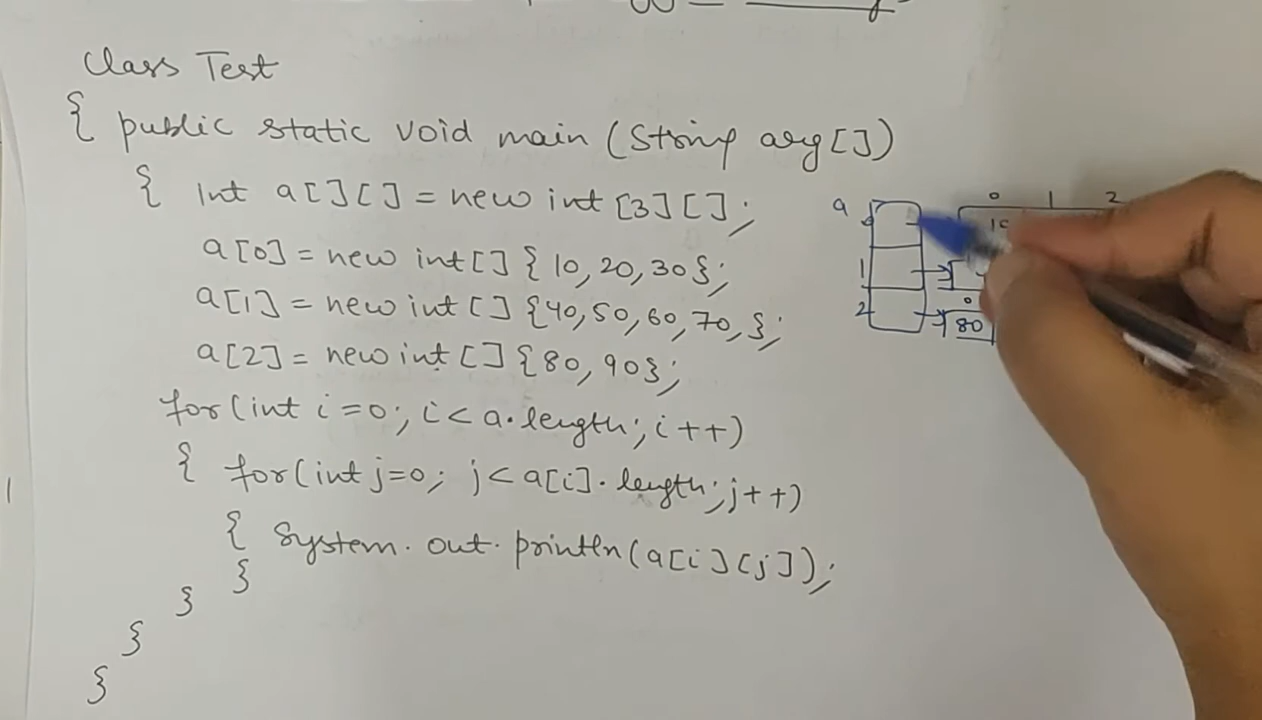 class Test
{ public static void main (String arg[])
{ int a[][] = new int [3][];
a[0] = new int[] {10, 20, 30};
a[1] = new int [] {40, 50, 60, 70, };
a[2] = new int [] {80, 90};
for (int i = 0; i < a.length; i++)
{ for (int j=0; j < a[i].length; j++)
{ System.out.println(a[i][j]);
}
}
}
}
a
0
1
2
0 1 2
0
80